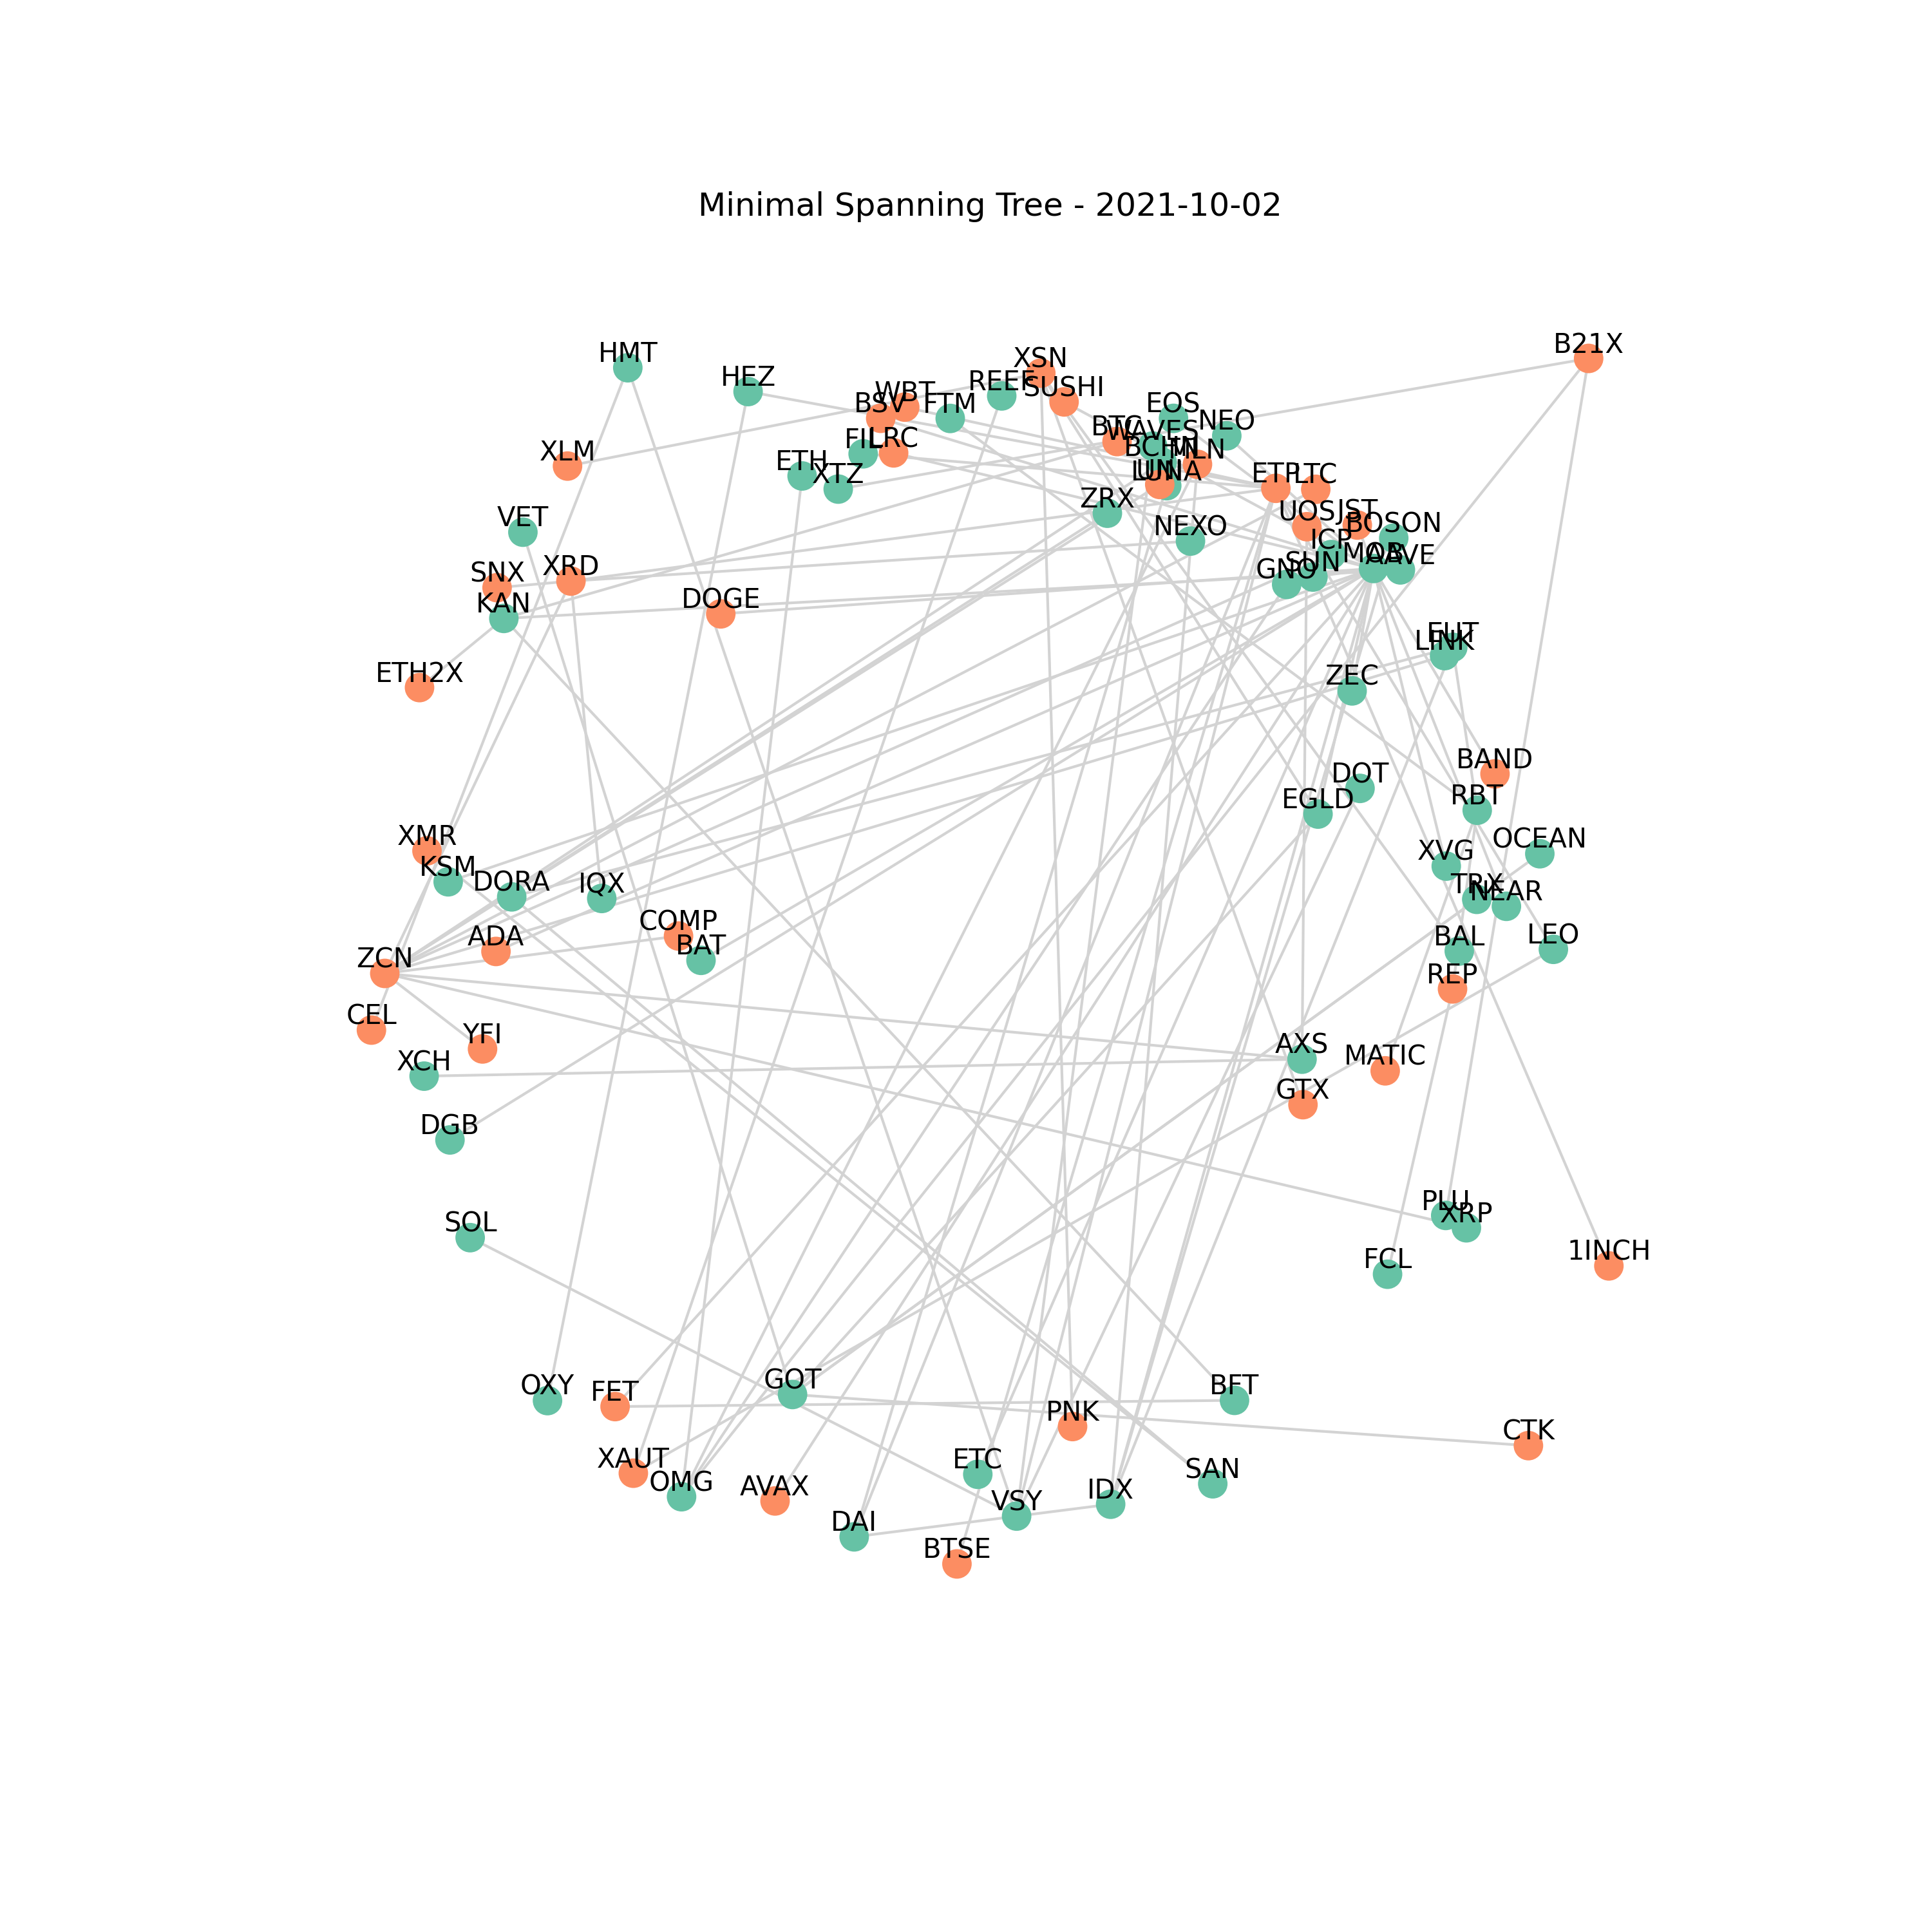 Minimal Spanning Tree - 2021-10-02
B21X
HMT
XSN
HEZ
REEF
SUSHI
WBT
BSV
FTM
EOS
NEO
BTC
WAVES
FIL
LRC
BCHN
MLN
XLM
ETH
XTZ
UNI
LUNA
ETP
LTC
ZRX
UOS
JST
VET
NEXO
BOSON
ICP
MOB
AAVE
SNX
XRD
GNO
SUN
KAN
DOGE
EUT
LINK
ETH2X
ZEC
BAND
DOT
EGLD
RBT
XMR
OCEAN
KSM
DORA
IQX
XVG
TRX
NEAR
COMP
BAT
ADA
BAL
LEO
ZCN
REP
CEL
YFI
XCH
AXS
MATIC
GTX
DGB
PLU
XRP
SOL
FCL
1INCH
OXY
FET
GOT
BFT
PNK
CTK
XAUT
OMG
AVAX
ETC
VSY
IDX
SAN
DAI
BTSE